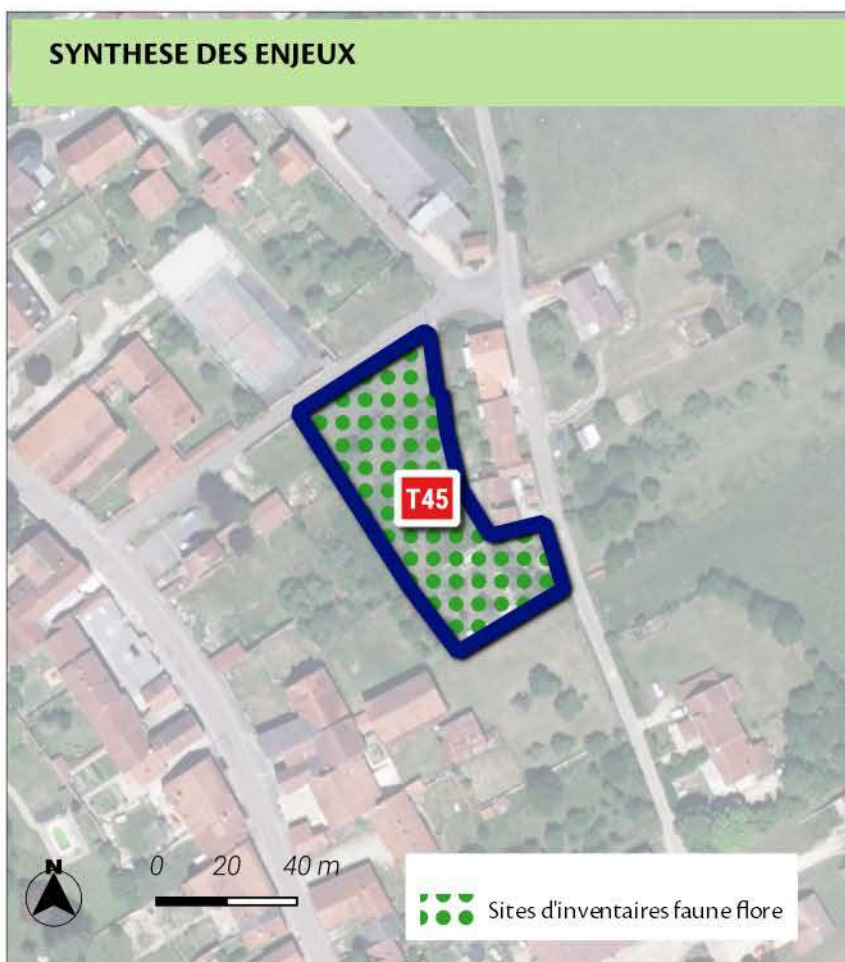 SYNTHESE DES ENJEUX
T45
N
0 20 40 m
Sites d'inventaires faune flore